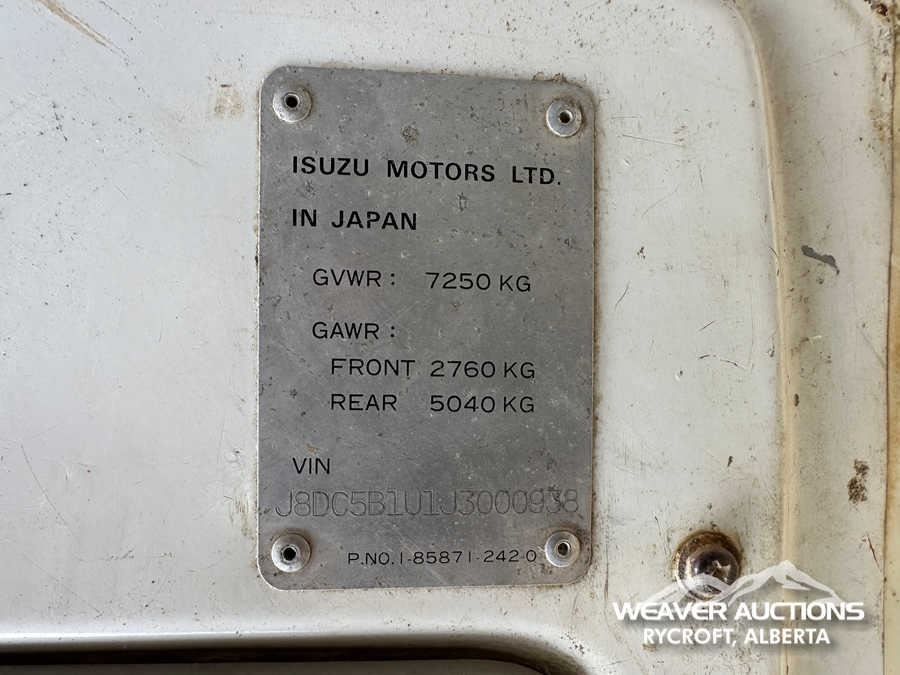 ISUZU MOTORS LTD.
IN JAPAN
GVWR: 7250 KG
GAWR:
FRONT 2760 KG
REAR 5040 KG
VIN
J8DC5B1U1J3000938
P.NO.1-85871-242-0
WEAVER AUCTIONS
RYCROFT, ALBERTA